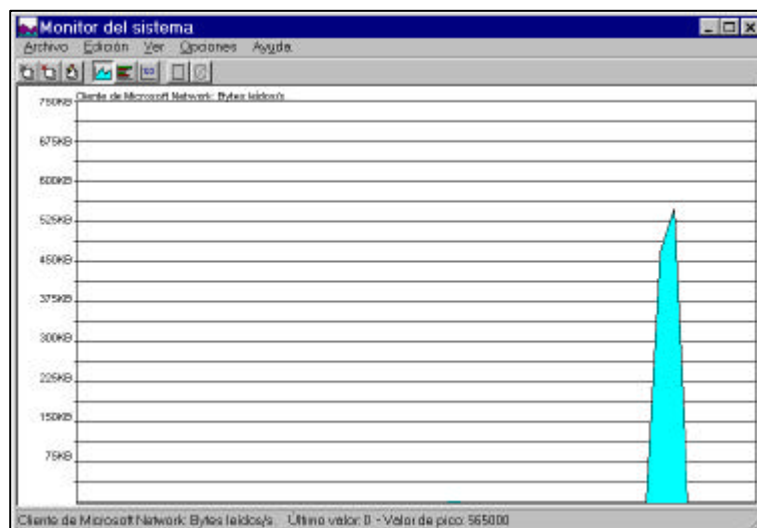 Monitor del sistema
Archivo Edición Ver Opciones Ayuda
Cliente de Microsoft Network: Bytes leídos/s
750KB
675KB
600KB
525KB
450KB
375KB
300KB
225KB
150KB
75KB
Cliente de Microsoft Network: Bytes leídos/s. Último valor: 0 - Valor de pico: 565000